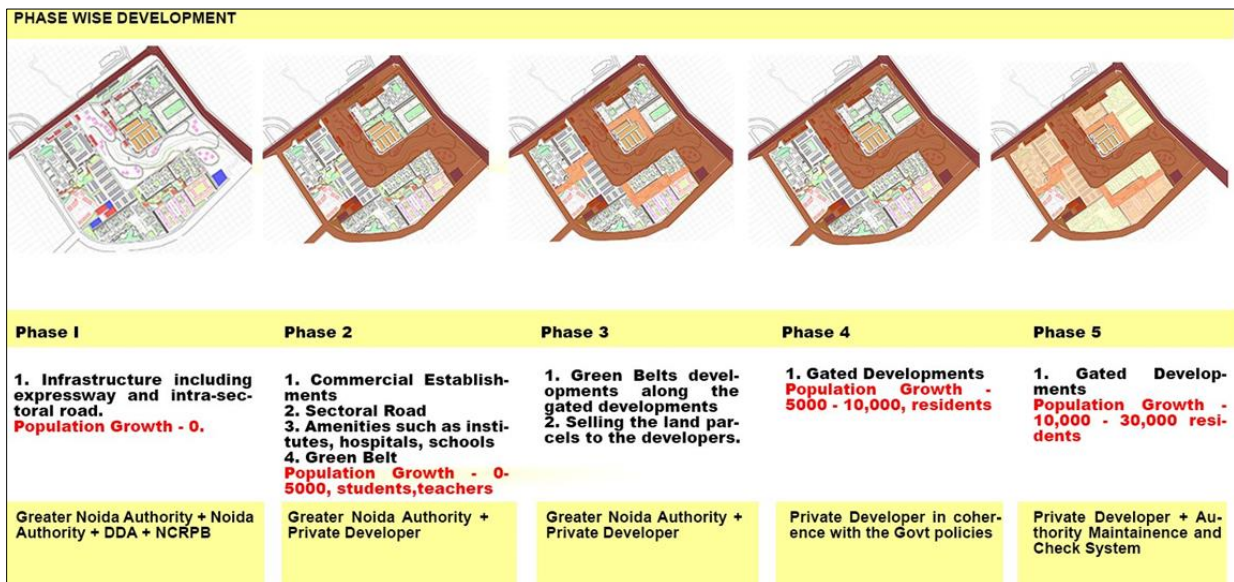 PHASE WISE DEVELOPMENT
Phase I
1. Infrastructure including
expressway and intra-sec-
toral road.
Population Growth - 0.
Greater Noida Authority + Noida
Authority + DDA + NCRPB
Phase 2
1. Commercial Establish-
ments
2. Sectoral Road
3. Amenities such as insti-
tutes, hospitals, schools
4. Green Belt
Population Growth - 0-
5000, students,teachers
Greater Noida Authority +
Private Developer
Phase 3
1. Green Belts devel-
opments along the
gated developments
2. Selling the land par-
cels to the developers.
Greater Noida Authority +
Private Developer
Phase 4
1. Gated Developments
Population Growth -
5000 - 10,000, residents
Private Developer in coher-
ence with the Govt policies
Phase 5
1. Gated Develop-
ments
Population Growth -
10,000 - 30,000 resi-
dents
Private Developer + Au-
thority Maintainence and
Check System